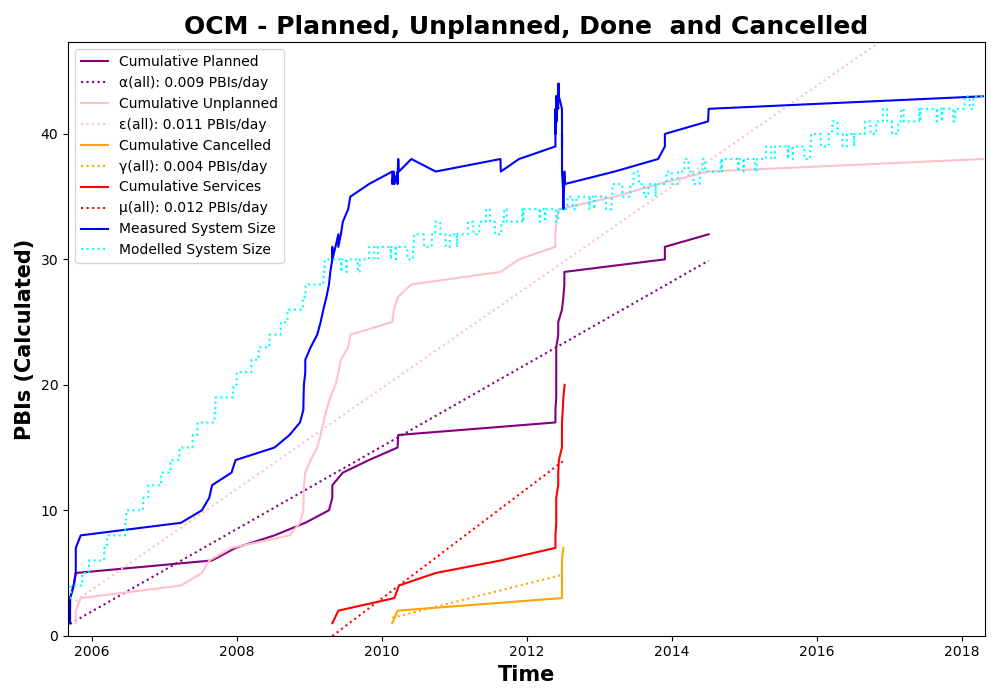 OCM - Planned, Unplanned, Done  and Cancelled
Cumulative Planned
α(all): 0.009 PBIs/day
Cumulative Unplanned
ε(all): 0.011 PBIs/day
Cumulative Cancelled
γ(all): 0.004 PBIs/day
Cumulative Services
μ(all): 0.012 PBIs/day
Measured System Size
Modelled System Size
PBIs (Calculated)
40
30
20
10
0
2006 2008 2010 2012 2014 2016 2018
Time